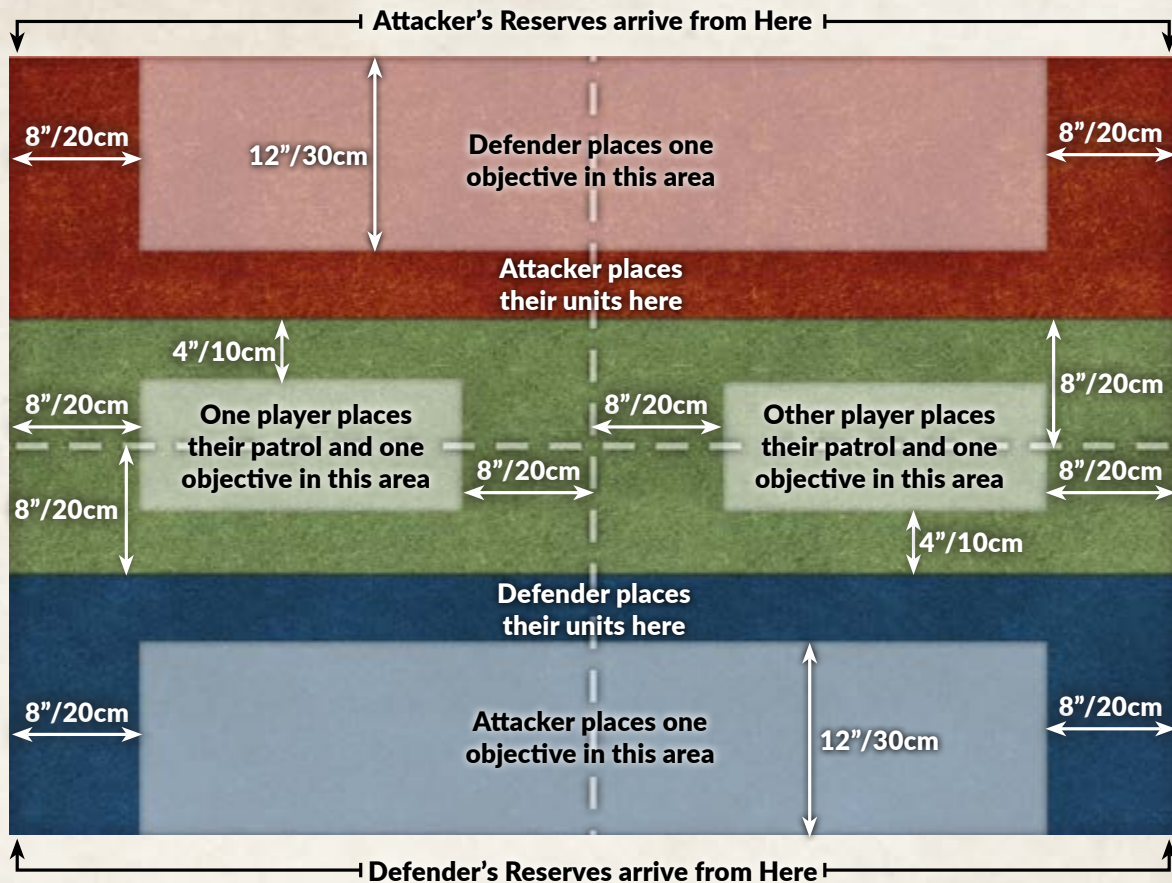 Attacker’s Reserves arrive from Here
8”/20cm
12”/30cm
Defender places one
objective in this area
8”/20cm
Attacker places
their units here
4”/10cm
8”/20cm
8”/20cm
One player places
their patrol and one
objective in this area
8”/20cm
Other player places
their patrol and one
objective in this area
8”/20cm
8”/20cm
8”/20cm
4”/10cm
Defender places
their units here
8”/20cm
Attacker places one
objective in this area
12”/30cm
8”/20cm
Defender’s Reserves arrive from Here